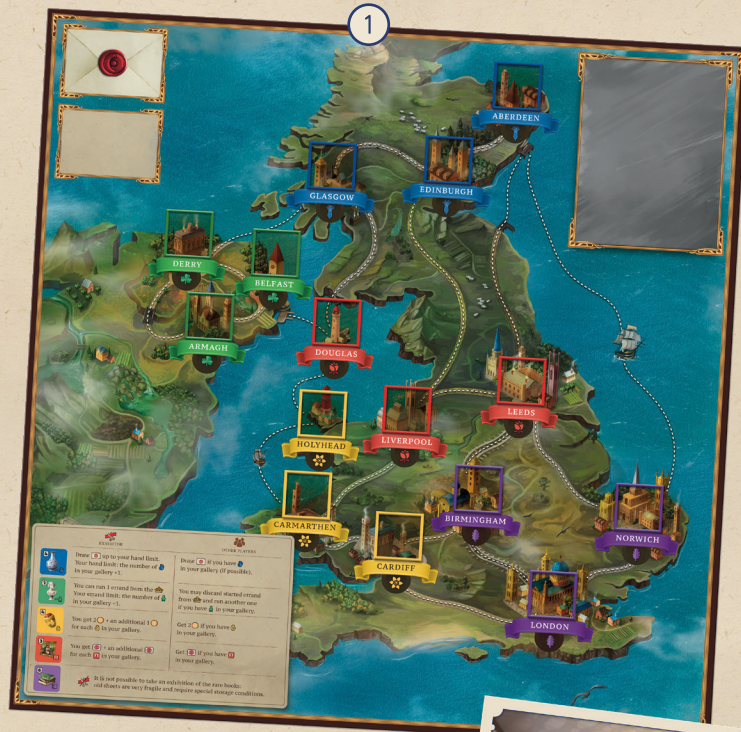 1
ABERDEEN
GLASGOW
EDINBURGH
DERRY
BELFAST
ARMAGH
DOUGLAS
LEEDS
HOLYHEAD
LIVERPOOL
CARMARTHEN
BIRMINGHAM
NORWICH
CARDIFF
LONDON
OTHER PLAYERS
Draw up to your hand limit.
Your hand limit: the number of
in your gallery +1.
Draw if you have
in your gallery (if possible).
You can run 1 errand from the
Your errand limit: the number of
in your gallery +1.
You may discard started errand
from and run another one
if you have in your gallery.
You get 2 + an additional 1
for each in your gallery.
Get 1 if you have
in your gallery.
You get + an additional
for each in your gallery.
Get if you have
in your gallery.
It is not possible to take an exhibition of the rare books:
old sheets are very fragile and require special storage conditions.